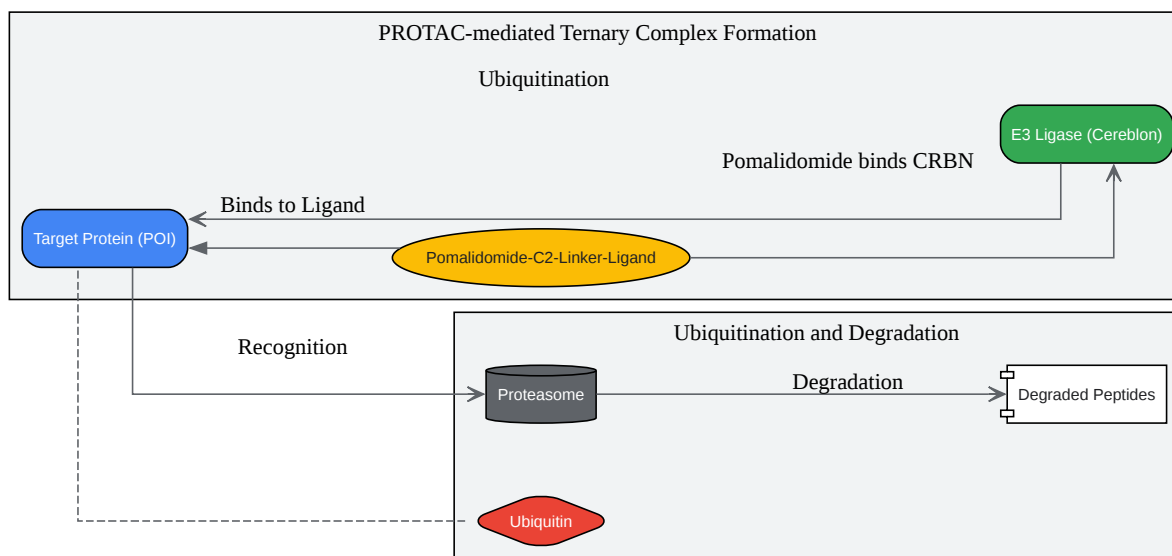 PROTAC-mediated Ternary Complex Formation
Ubiquitination
E3 Ligase (Cereblon)
Pomalidomide binds CRBN
Binds to Ligand
Target Protein (POI)
Pomalidomide-C2-Linker-Ligand
Ubiquitination and Degradation
Recognition
Degradation
Proteasome
Degraded Peptides
Ubiquitin